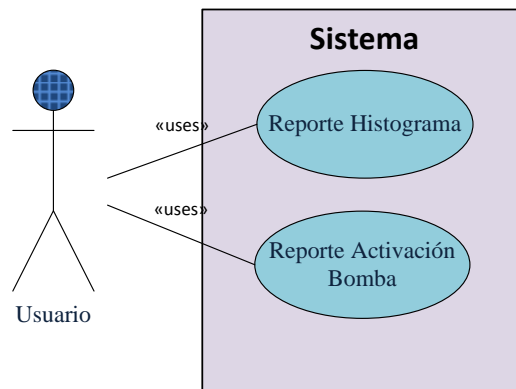 Sistema
«uses»
Reporte Histograma
«uses»
Reporte Activación
Bomba
Usuario